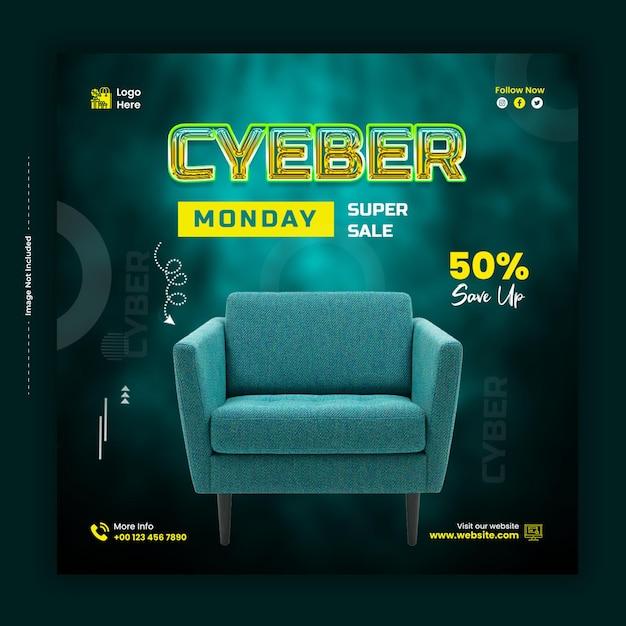 Logo
Here
Follow Now
CYEBER
MONDAY
SUPER
SALE
50%
Save Up
CYBER
CYBER
Image Not Included
More Info
+00 123 456 7890
Visit our website
www.website.com